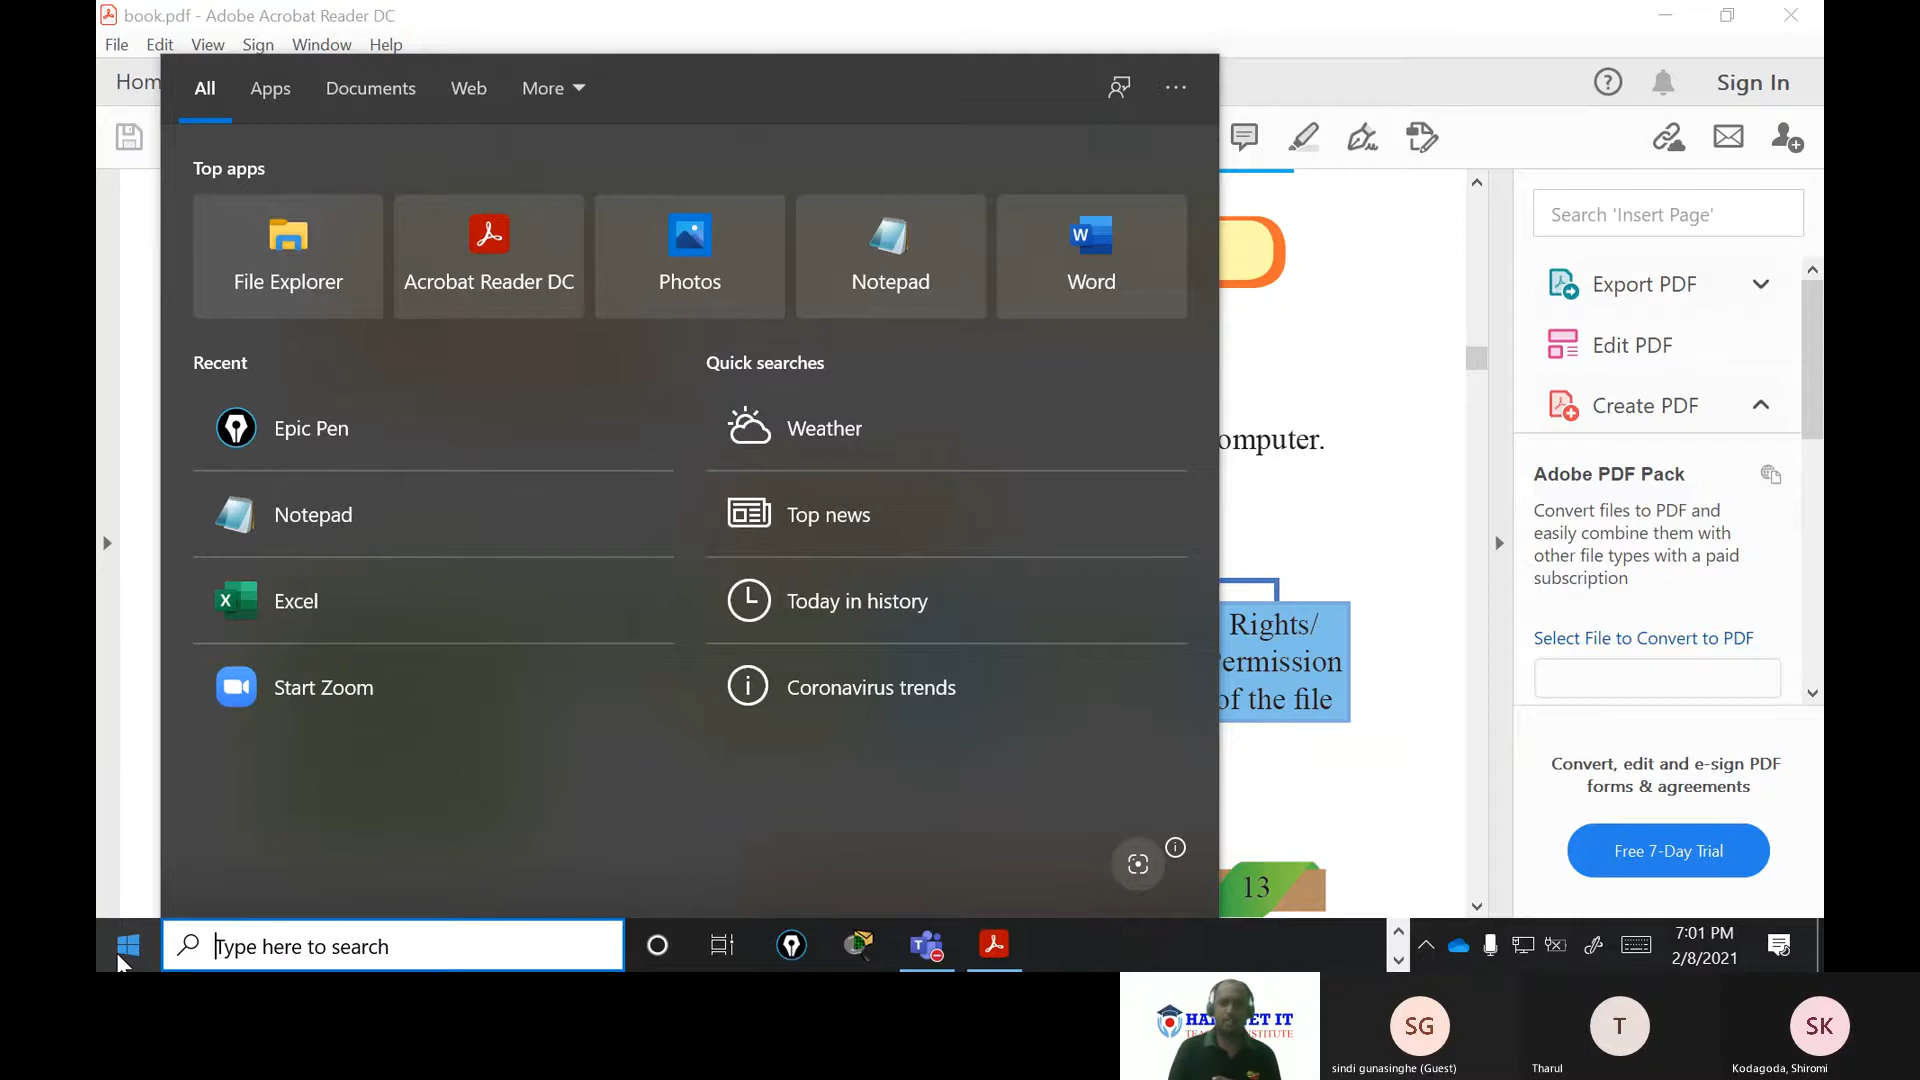 book.pdf - Adobe Acrobat Reader DC
File Edit View Sign Window Help
Hom
Sign In
All Apps Documents Web More
Top apps
File Explorer Acrobat Reader DC Photos Notepad Word
Recent
Epic Pen
Notepad
Excel
Start Zoom
Quick searches
Weather
Top news
Today in history
Coronavirus trends
omputer.
Rights/
ermission
of the file
13
Search 'Insert Page'
Export PDF
Edit PDF
Create PDF
Adobe PDF Pack
Convert files to PDF and
easily combine them with
other file types with a paid
subscription
Select File to Convert to PDF
Convert, edit and e-sign PDF
forms & agreements
Free 7-Day Trial
Type here to search
7:01 PM
2/8/2021
SG
T
SK
sindi gunasinghe (Guest)
Tharul
Kodagoda, Shiromi